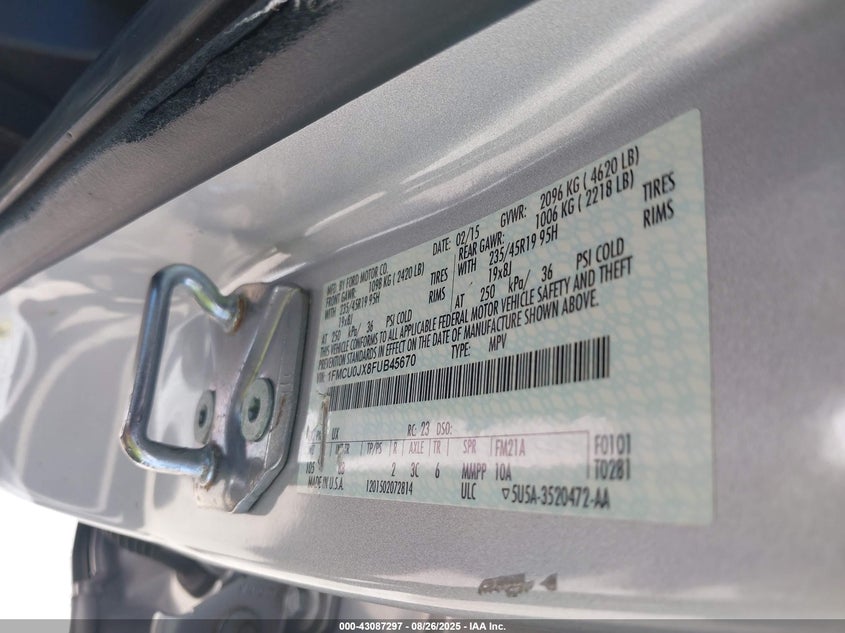 MFD. BY FORD MOTOR CO.
DATE: 02/15 GVWR: 2096 KG ( 4620 LB)
FRONT GAWR: 1098 KG ( 2420 LB) REAR GAWR: 1006 KG ( 2218 LB)
WITH 235/45R19 95H TIRES WITH 235/45R19 95H TIRES
19x8J RIMS 19x8J RIMS
AT 250 kPa/ 36 PSI COLD AT 250 kPa/ 36 PSI COLD
THIS VEHICLE CONFORMS TO ALL APPLICABLE FEDERAL MOTOR VEHICLE SAFETY AND THEFT
PREVENTION STANDARDS IN EFFECT ON THE DATE OF MANUFACTURE SHOWN ABOVE.
VIN: 1FMCU0JX8FUB45670 TYPE: MPV
UX RC: 23 DSO:
TP/PS R AXLE TR SPR FM21A F0101
105 2 3C 6 MMPP 10A T0281
MADE IN U.S.A. 1201502072814 ULC 5U5A-3520472-AA
000-43087297 - 08/26/2025 - IAA Inc.